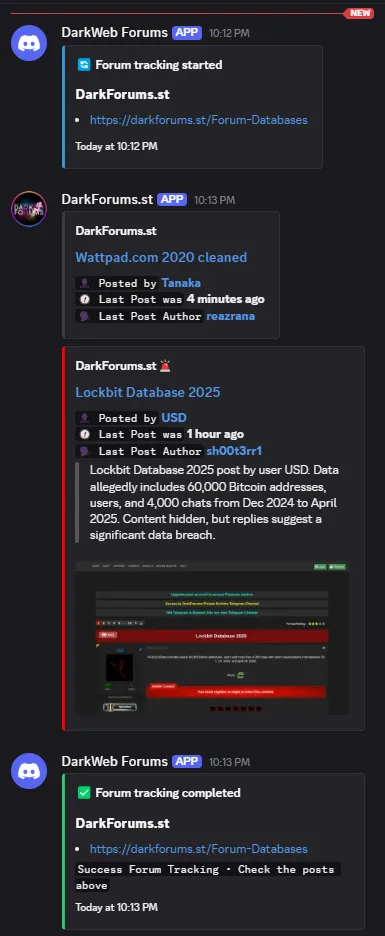 NEW
DarkWeb Forums APP 10:12 PM
Forum tracking started
DarkForums.st
• https://darkforums.st/Forum-Databases
Today at 10:12 PM
DarkForums.st APP 10:13 PM
DarkForums.st
Wattpad.com 2020 cleaned
Posted by Tanaka
Last Post was 4 minutes ago
Last Post Author reazrana
DarkForums.st
Lockbit Database 2025
Posted by USD
Last Post was 1 hour ago
Last Post Author sh00t3rr1
Lockbit Database 2025 post by user USD. Data
allegedly includes 60,000 Bitcoin addresses,
users, and 4,000 chats from Dec 2024 to April
2025. Content hidden, but replies suggest a
significant data breach.
Lockbit Database 2025
DarkWeb Forums APP 10:13 PM
Forum tracking completed
DarkForums.st
• https://darkforums.st/Forum-Databases
Success Forum Tracking • Check the posts
above
Today at 10:13 PM